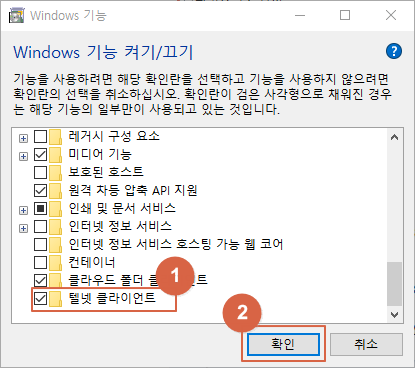 Windows 기능
Windows 기능 켜기/끄기
기능을 사용하려면 해당 확인란을 선택하고 기능을 사용하지 않으려면
확인란의 선택을 취소하십시오. 확인란이 검은 사각형으로 채워진 경우
는 해당 기능의 일부만이 사용되고 있는 것입니다.
레거시 구성 요소
미디어 기능
보호된 호스트
원격 차등 압축 API 지원
인쇄 및 문서 서비스
인터넷 정보 서비스
인터넷 정보 서비스 호스팅 가능 웹 코어
컨테이너
클라우드 폴더
1
텔넷 클라이언트
2
확인
취소